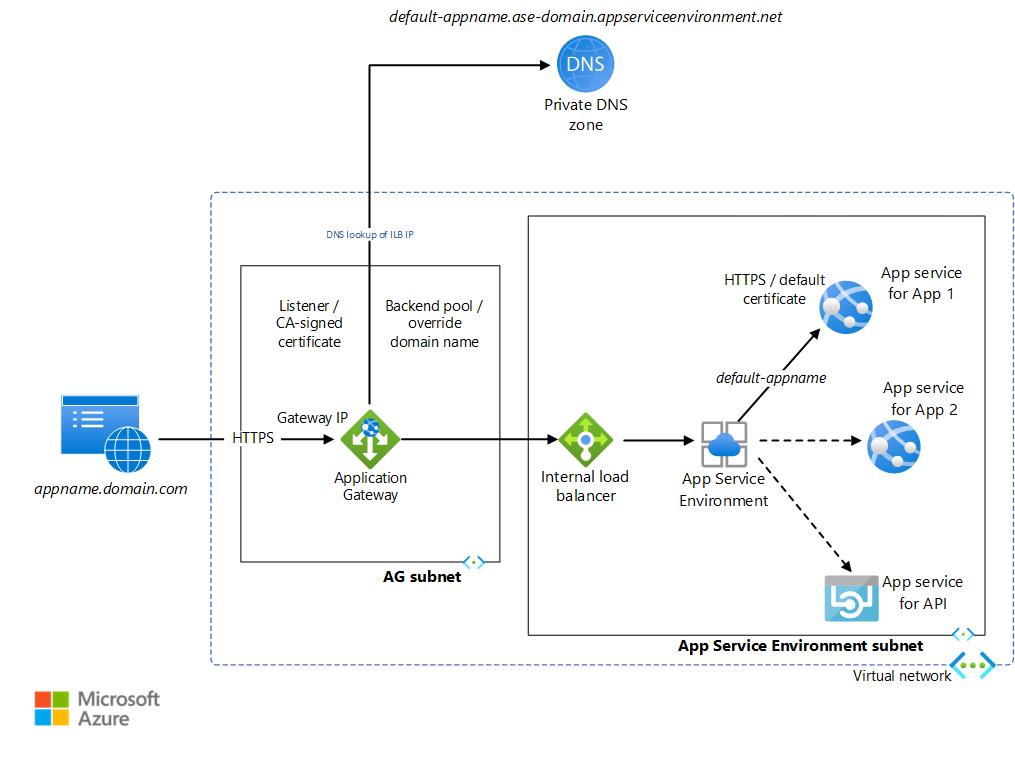 default-appname.ase-domain.appserviceenvironment.net
DNS
Private DNS
zone
DNS lookup of ILB IP
Listener /
CA-signed
certificate
Backend pool /
override
domain name
HTTPS / default
certificate
App service
for App 1
default-appname
App service
for App 2
Gateway IP
HTTPS
appname.domain.com
Application
Gateway
Internal load
balancer
App Service
Environment
AG subnet
App service
for API
App Service Environment subnet
Virtual network
Microsoft
Azure